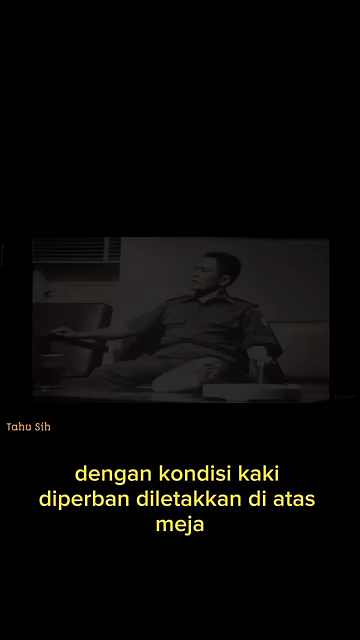 Tahu Sih
dengan kondisi kaki
diperban diletakkan di atas
meja